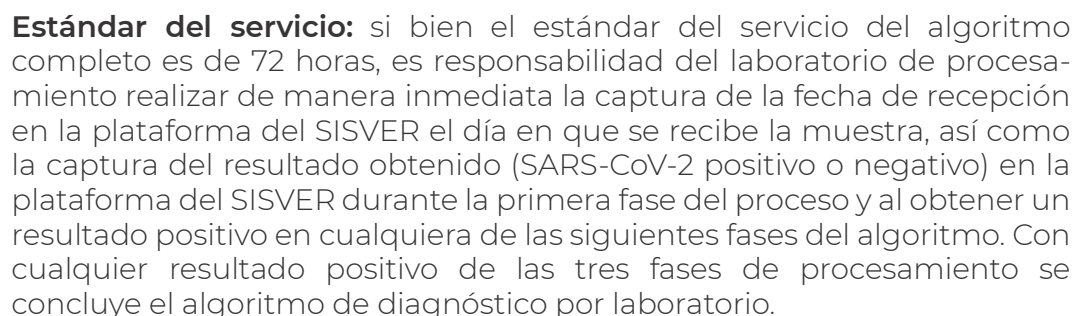 Estándar del servicio: si bien el estándar del servicio del algoritmo
completo es de 72 horas, es responsabilidad del laboratorio de procesa-
miento realizar de manera inmediata la captura de la fecha de recepción
en la plataforma del SISVER el día en que se recibe la muestra, así como
la captura del resultado obtenido (SARS-CoV-2 positivo o negativo) en la
plataforma del SISVER durante la primera fase del proceso y al obtener un
resultado positivo en cualquiera de las siguientes fases del algoritmo. Con
cualquier resultado positivo de las tres fases de procesamiento se
concluye el algoritmo de diagnóstico por laboratorio.